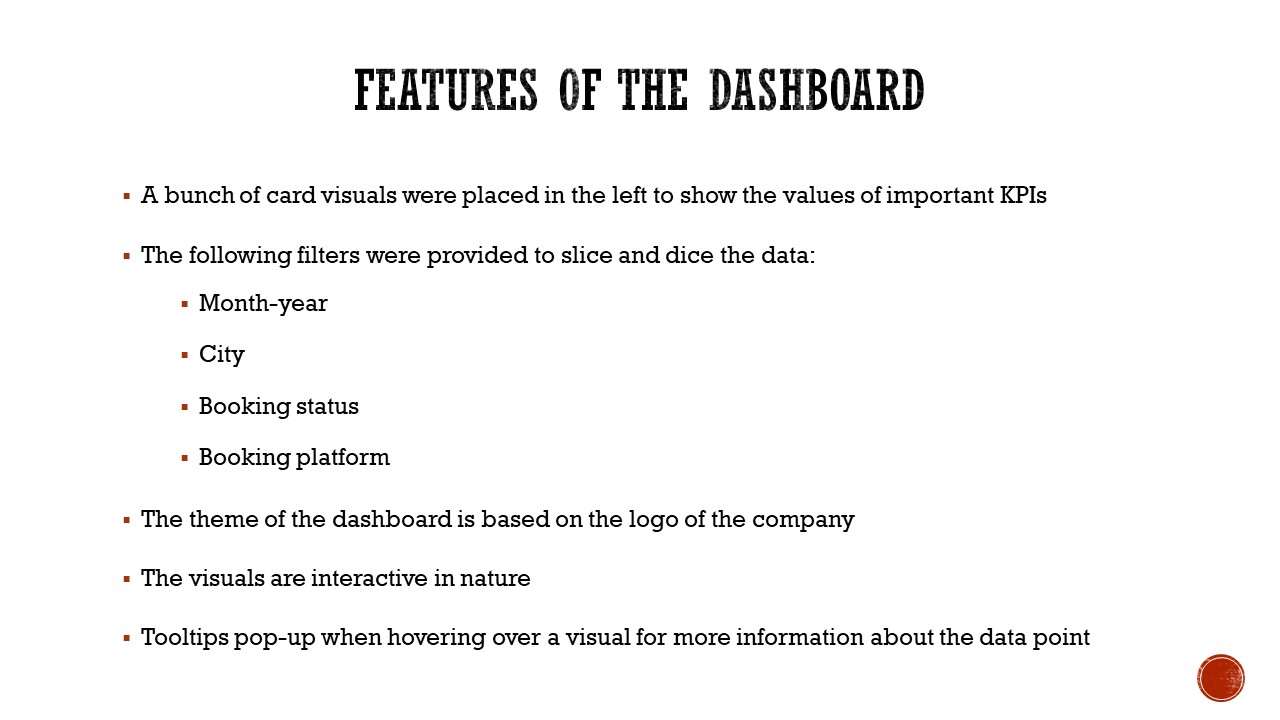 FEATURES OF THE DASHBOARD
▪ A bunch of card visuals were placed in the left to show the values of important KPIs
▪ The following filters were provided to slice and dice the data:
▪ Month-year
▪ City
▪ Booking status
▪ Booking platform
▪ The theme of the dashboard is based on the logo of the company
▪ The visuals are interactive in nature
▪ Tooltips pop-up when hovering over a visual for more information about the data point